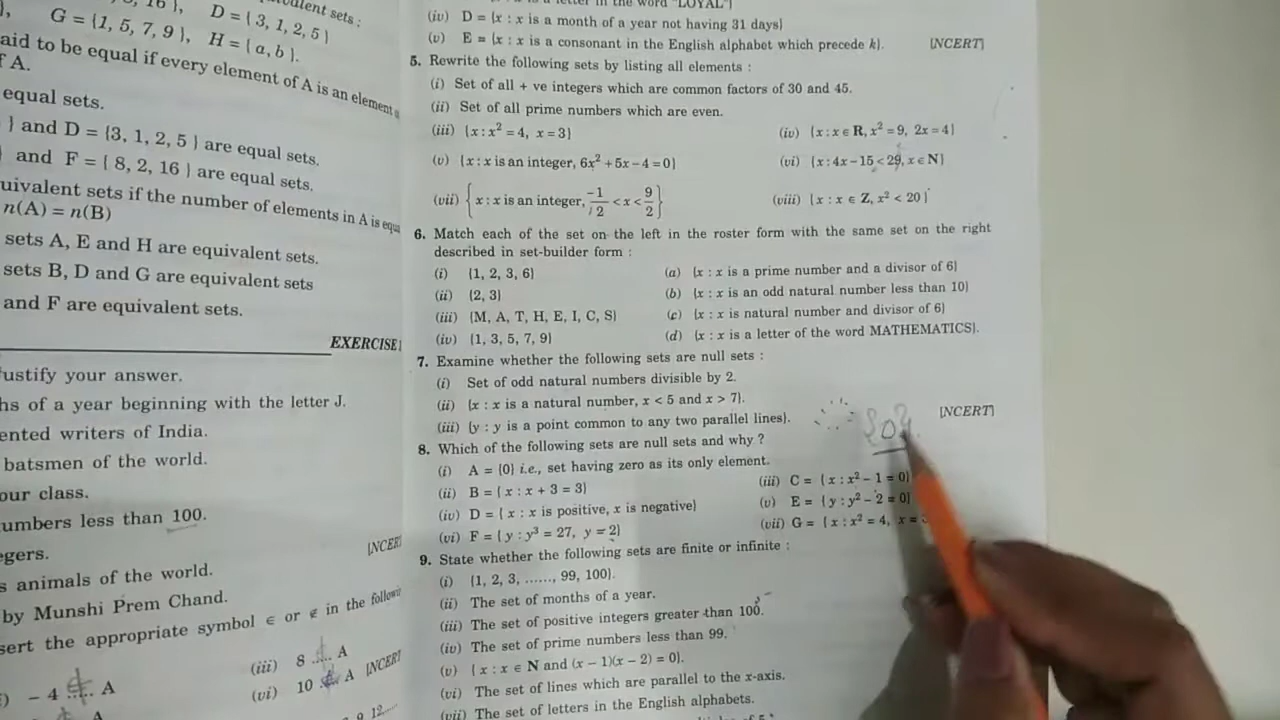 valent sets :
G = { 1, 5, 7, 9 }, D = { 3, 1, 2, 5 }
H = { a, b }.
aid to be equal if every element of A is an element
f A.
equal sets.
} and D = {3, 1, 2, 5 } are equal sets.
and F = { 8, 2, 16 } are equal sets.
uivalent sets if the number of elements in A is equ
n(A) = n(B)
sets A, E and H are equivalent sets.
sets B, D and G are equivalent sets
and F are equivalent sets.
EXERCISE
ustify your answer.
hs of a year beginning with the letter J.
ented writers of India.
batsmen of the world.
our class.
umbers less than 100.
egers.
[NCER
s animals of the world.
by Munshi Prem Chand.
sert the appropriate symbol ∈ or ∉ in the followi
(iii) 8 ..... A
– 4 ..... A
(vi) 10 ..... A [NCERT
9 12.....
(iv) D = {x : x is a month of a year not having 31 days}
(v) E = {x : x is a consonant in the English alphabet which precede k}. [NCERT]
5. Rewrite the following sets by listing all elements :
(i) Set of all + ve integers which are common factors of 30 and 45.
(ii) Set of all prime numbers which are even.
(iii) {x : x² = 4, x = 3} (iv) {x : x ∈ R, x² = 9, 2x = 4}
(v) {x : x is an integer, 6x² + 5x – 4 = 0} (vi) {x : 4x – 15 < 29, x ∈ N}
(vii) {x : x is an integer, –1/2 < x < 9/2} (viii) { x : x ∈ Z, x² < 20 }
6. Match each of the set on the left in the roster form with the same set on the right
described in set-builder form :
(i) {1, 2, 3, 6} (a) {x : x is a prime number and a divisor of 6}
(ii) {2, 3} (b) {x : x is an odd natural number less than 10}
(iii) {M, A, T, H, E, I, C, S} (c) {x : x is natural number and divisor of 6}
(iv) {1, 3, 5, 7, 9} (d) {x : x is a letter of the word MATHEMATICS}.
7. Examine whether the following sets are null sets :
(i) Set of odd natural numbers divisible by 2.
(ii) {x : x is a natural number, x < 5 and x > 7}.
(iii) {y : y is a point common to any two parallel lines}. [NCERT]
{0}
8. Which of the following sets are null sets and why ?
(i) A = {0} i.e., set having zero as its only element.
(ii) B = { x : x + 3 = 3} (iii) C = { x : x² – 1 = 0}
(iv) D = { x : x is positive, x is negative} (v) E = { y : y² – 2 = 0}
(vi) F = { y : y³ = 27, y = 2} (vii) G = { x : x² = 4, x =
9. State whether the following sets are finite or infinite :
(i) {1, 2, 3, ......, 99, 100}.
(ii) The set of months of a year.
(iii) The set of positive integers greater than 100.
(iv) The set of prime numbers less than 99.
(v) { x : x ∈ N and (x – 1)(x – 2) = 0}.
(vi) The set of lines which are parallel to the x-axis.
(vii) The set of letters in the English alphabets.